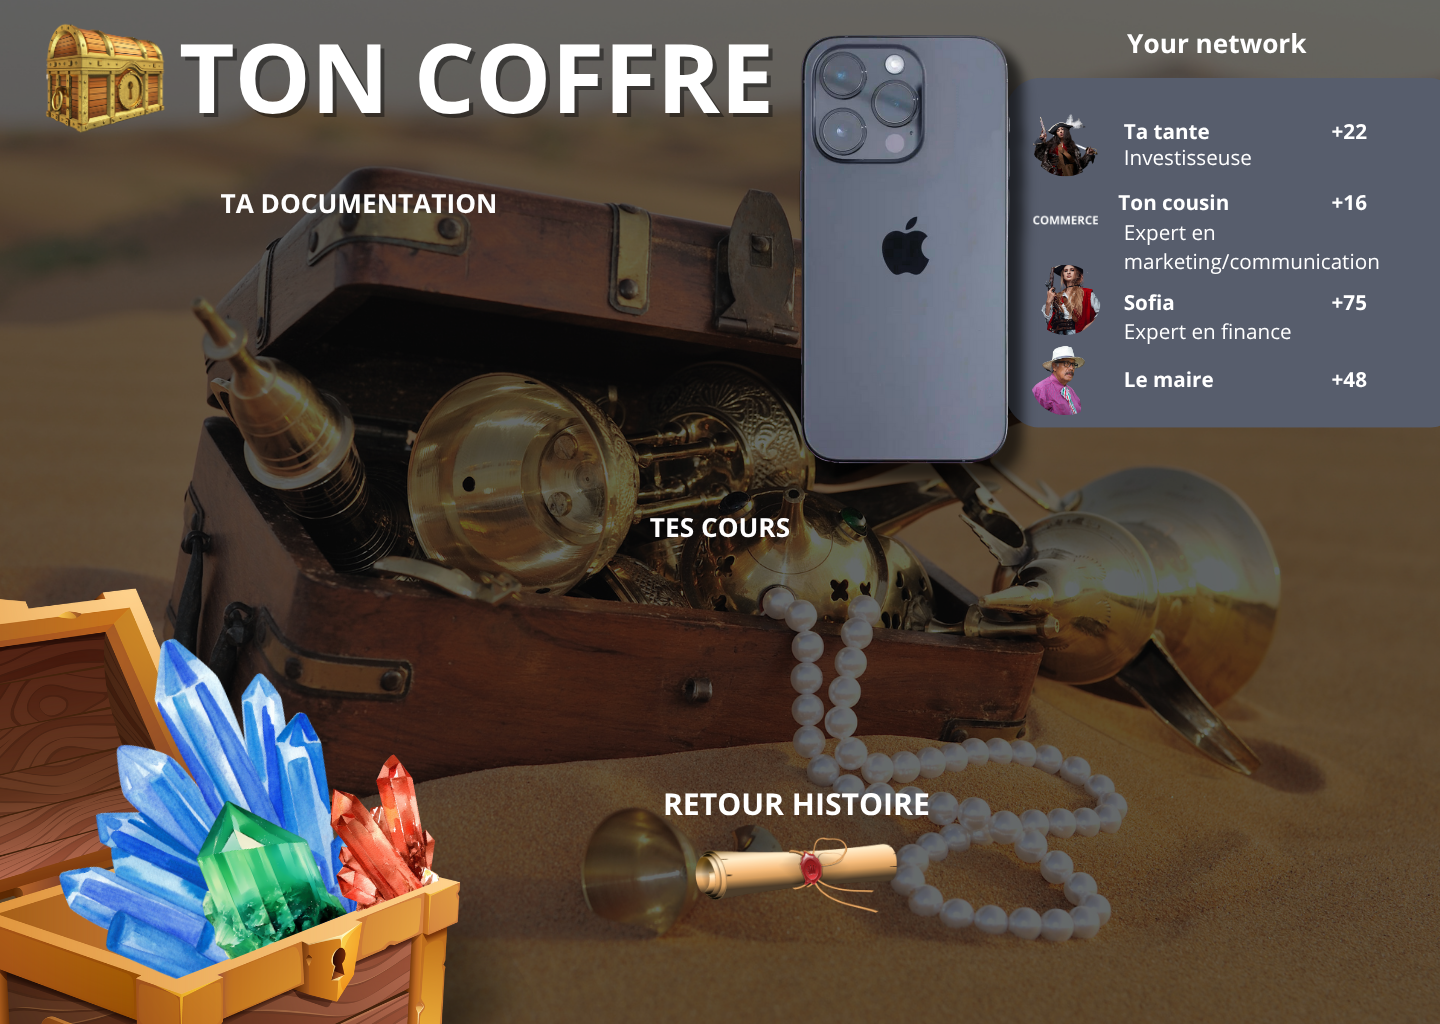 TON COFFRE
Your network
TA DOCUMENTATION
Ta tante +22
Investisseuse
Ton cousin +16
COMMERCE
Expert en
marketing/communication
Sofia +75
Expert en finance
Le maire +48
TES COURS
RETOUR HISTOIRE